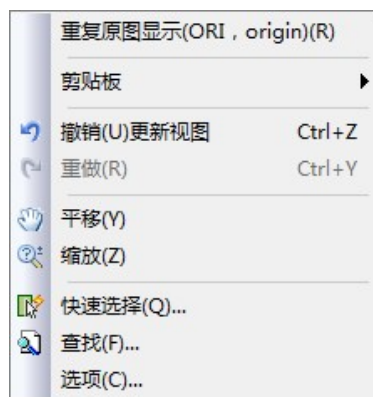 重复原图显示(ORI，origin)(R)
剪贴板
撤销(U)更新视图 Ctrl+Z
重做(R) Ctrl+Y
平移(Y)
缩放(Z)
快速选择(Q)...
查找(F)...
选项(C)...